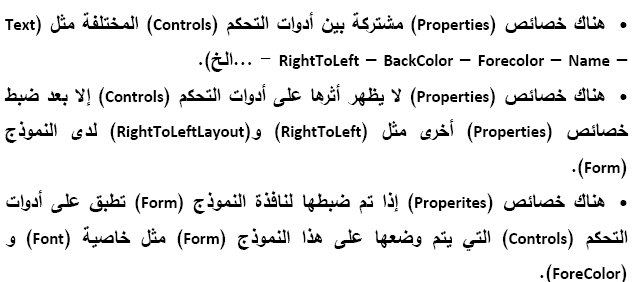 • هناك خصائص (Properties) مشتركة بين أدوات التحكم (Controls) المختلفة مثل (Text
– Name – Forecolor – BackColor – RightToLeft – ...الخ).
• هناك خصائص (Properties) لا يظهر أثرها على أدوات التحكم (Controls) إلا بعد ضبط
خصائص (Properties) أخرى مثل (RightToLeft) و(RightToLeftLayout) لدى النموذج
(Form).
• هناك خصائص (Properites) إذا تم ضبطها لنافذة النموذج (Form) تطبق على أدوات
التحكم (Controls) التي يتم وضعها على هذا النموذج (Form) مثل خاصية (Font) و
(ForeColor).